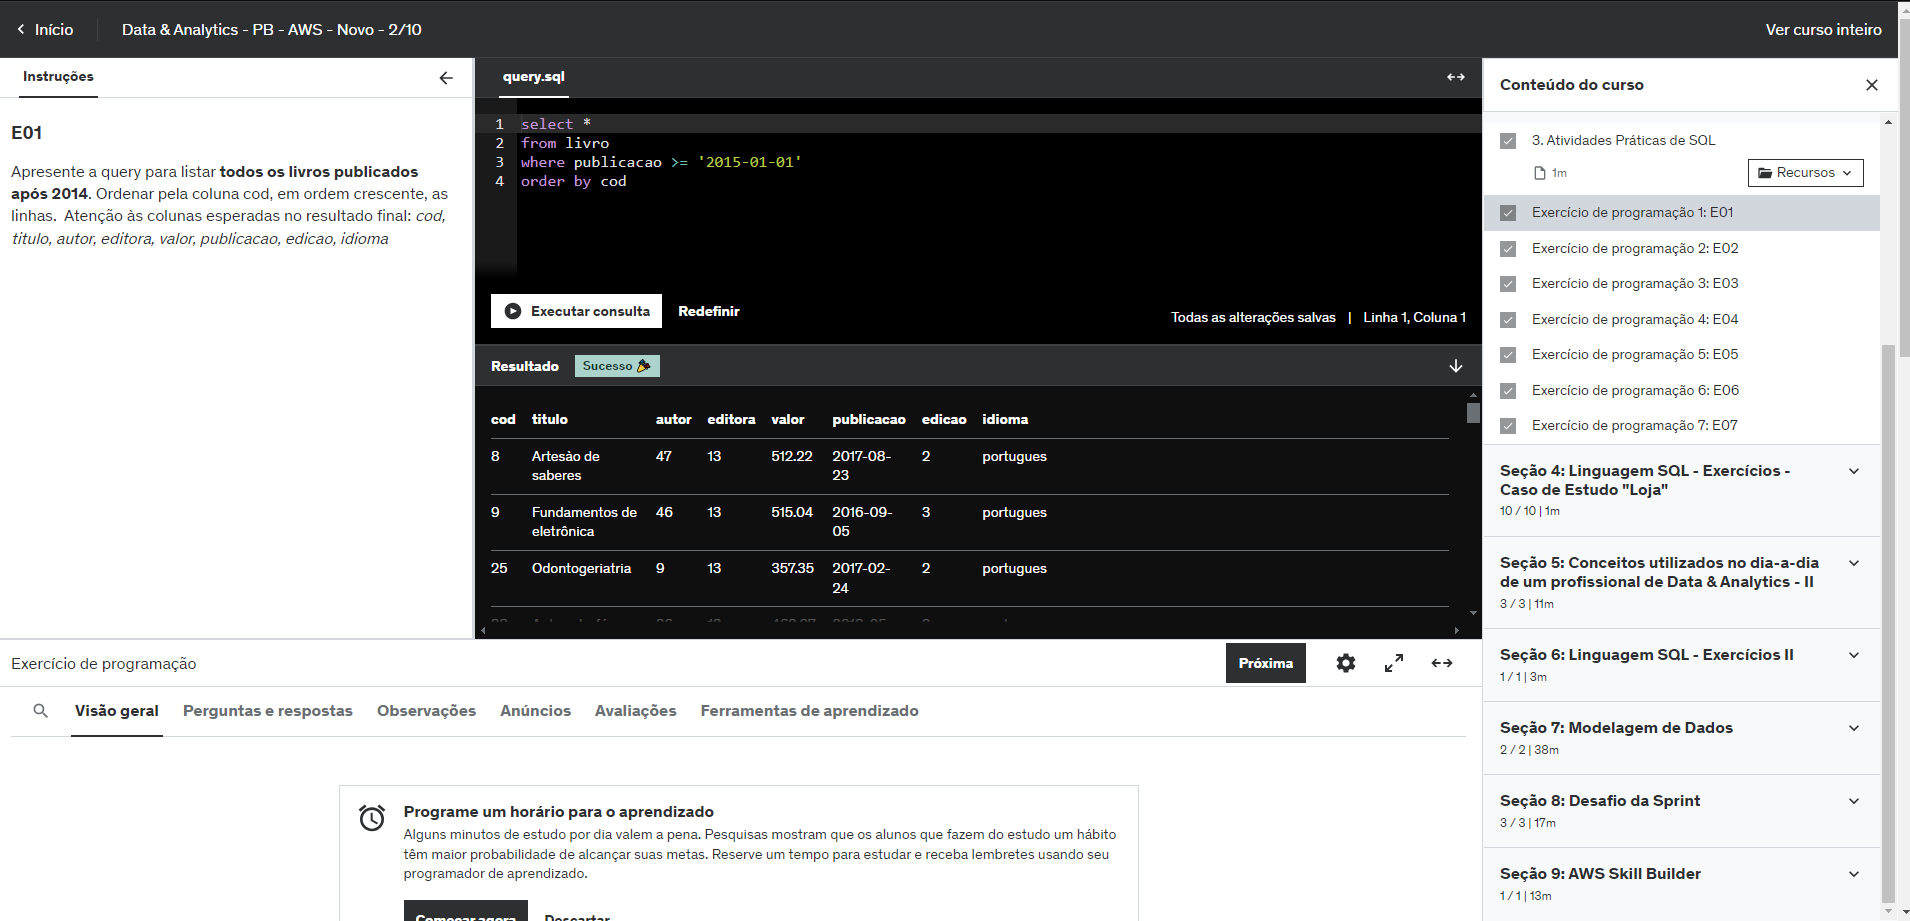 Início
Data & Analytics - PB - AWS - Novo - 2/10
Ver curso inteiro
Instruções
E01
Apresente a query para listar todos os livros publicados
após 2014. Ordenar pela coluna cod, em ordem crescente, as
linhas. Atenção às colunas esperadas no resultado final: cod,
titulo, autor, editora, valor, publicacao, edicao, idioma
query.sql
1 select *
2 from livro
3 where publicacao >= '2015-01-01'
4 order by cod
Executar consulta
Redefinir
Todas as alterações salvas | Linha 1, Coluna 1
Resultado
Sucesso
cod titulo autor editora valor publicacao edicao idioma
8 Artesão de 47 13 512.22 2017-08- 2 portugues
saberes 23
9 Fundamentos de 46 13 515.04 2016-09- 3 portugues
eletrônica 05
25 Odontogeriatria 9 13 357.35 2017-02- 2 portugues
24
Exercício de programação
Próxima
Visão geral
Perguntas e respostas
Observações
Anúncios
Avaliações
Ferramentas de aprendizado
Programe um horário para o aprendizado
Alguns minutos de estudo por dia valem a pena. Pesquisas mostram que os alunos que fazem do estudo um hábito
têm maior probabilidade de alcançar suas metas. Reserve um tempo para estudar e receba lembretes usando seu
programador de aprendizado.
Começar agora
Descartar
Conteúdo do curso
3. Atividades Práticas de SQL
1m
Recursos
Exercício de programação 1: E01
Exercício de programação 2: E02
Exercício de programação 3: E03
Exercício de programação 4: E04
Exercício de programação 5: E05
Exercício de programação 6: E06
Exercício de programação 7: E07
Seção 4: Linguagem SQL - Exercícios -
Caso de Estudo "Loja"
10 / 10 | 1m
Seção 5: Conceitos utilizados no dia-a-dia
de um profissional de Data & Analytics - II
3 / 3 | 11m
Seção 6: Linguagem SQL - Exercícios II
1 / 1 | 3m
Seção 7: Modelagem de Dados
2 / 2 | 38m
Seção 8: Desafio da Sprint
3 / 3 | 17m
Seção 9: AWS Skill Builder
1 / 1 | 13m